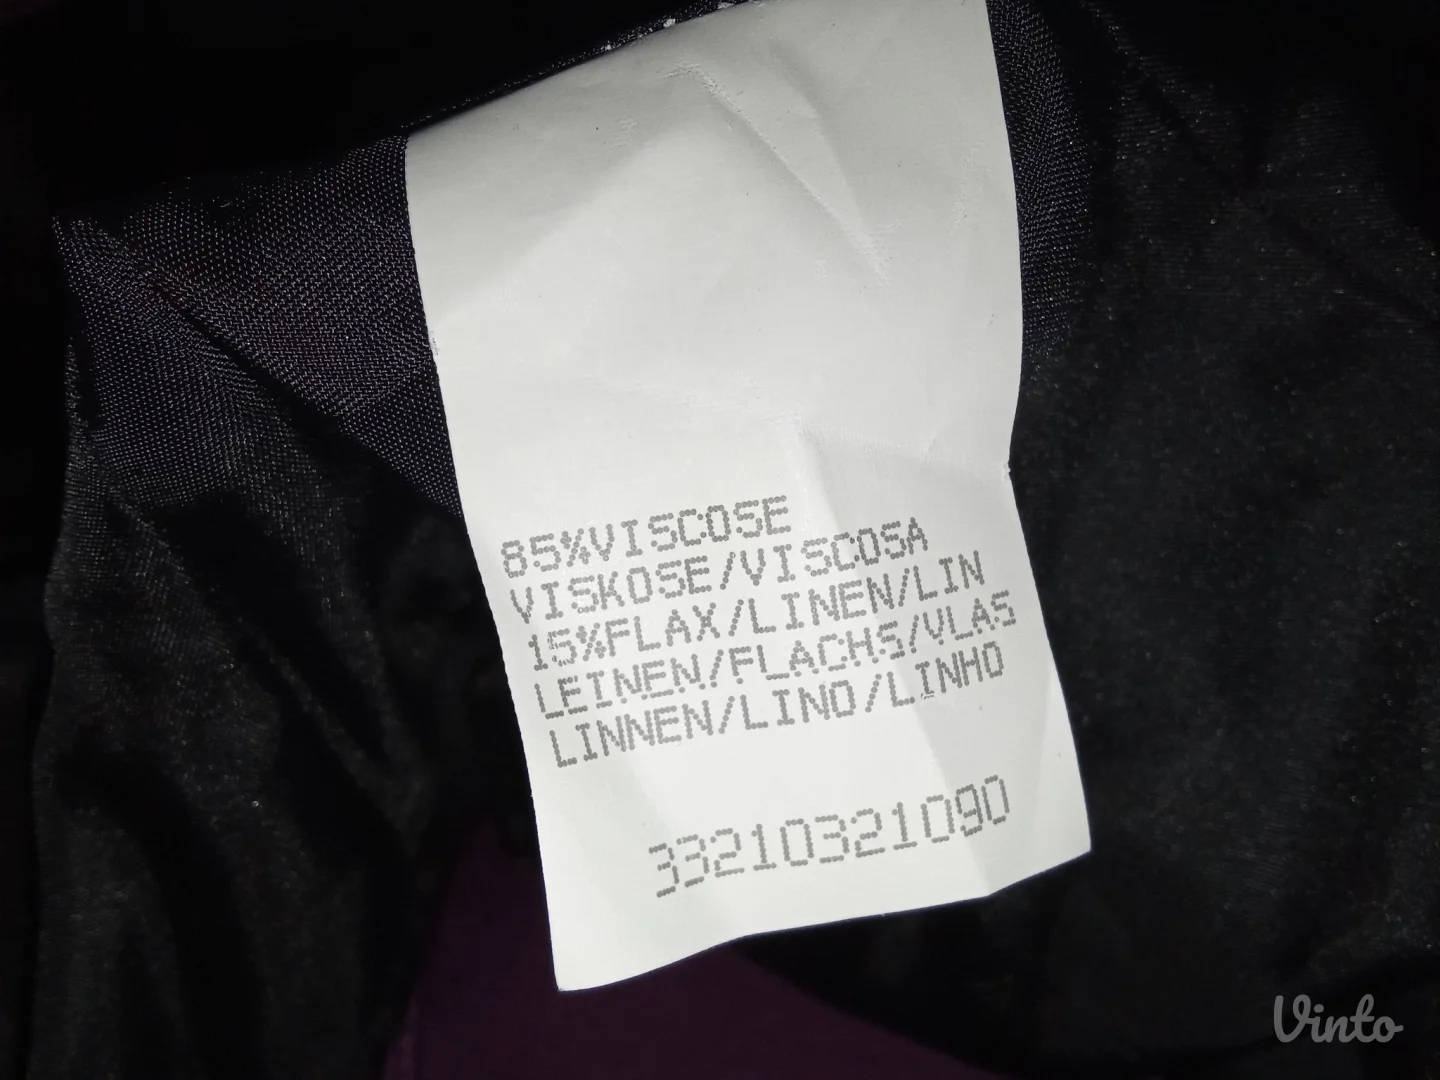 85%VISCOSE
VISKOSE/VISCOSA
15%FLAX/LINEN/LIN
LEINEN/FLACHS/VLAS
LINNEN/LINO/LINHO
33210321090
Vinto